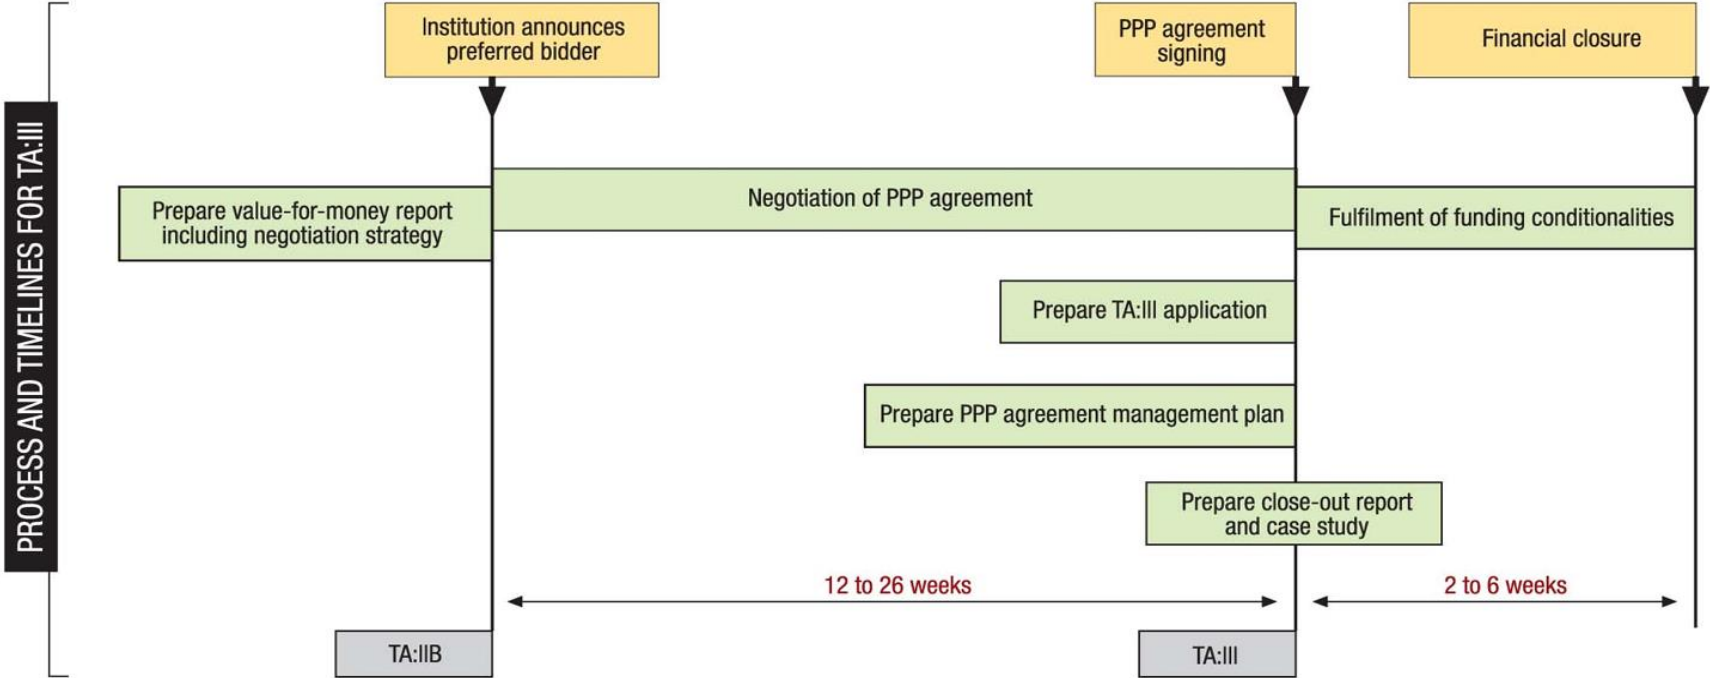 PROCESS AND TIMELINES FOR TA:III
Institution announces
preferred bidder
PPP agreement
signing
Financial closure
Prepare value-for-money report
including negotiation strategy
Negotiation of PPP agreement
Fulfilment of funding conditionalities
Prepare TA:III application
Prepare PPP agreement management plan
Prepare close-out report
and case study
12 to 26 weeks
2 to 6 weeks
TA:IIB
TA:III